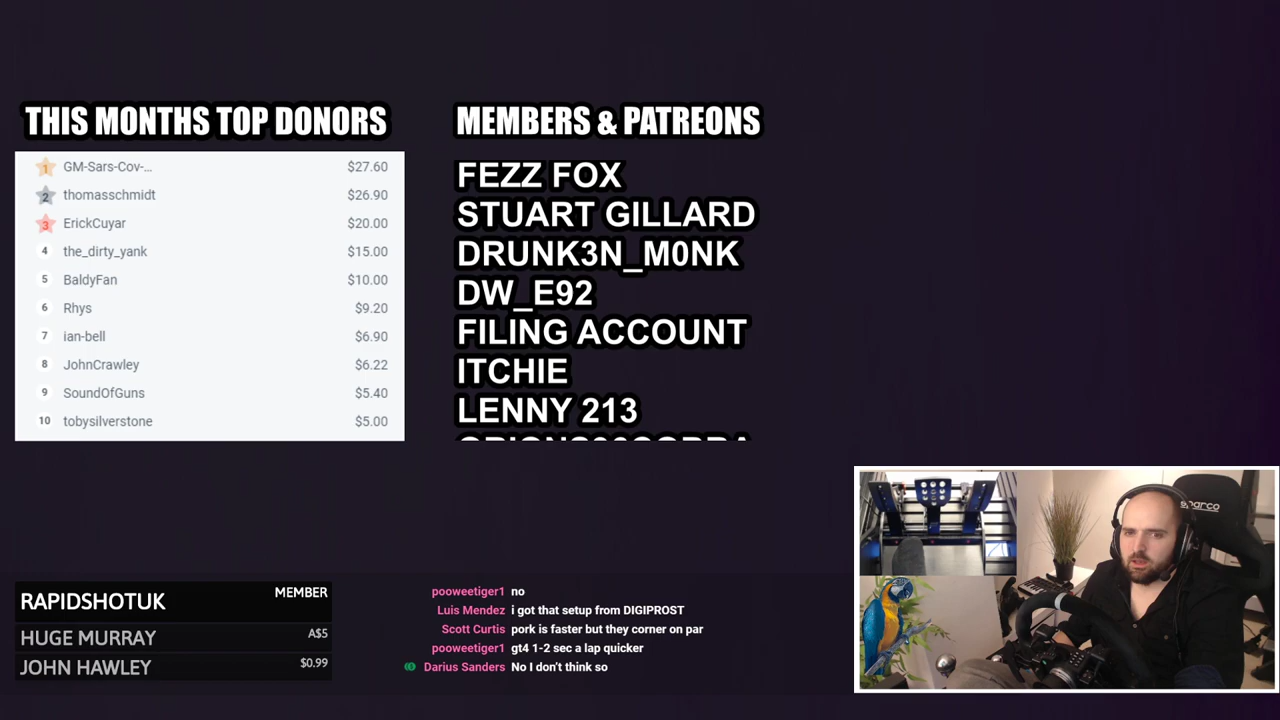 THIS MONTHS TOP DONORS
1 GM-Sars-Cov-... $27.60
2 thomasschmidt $26.90
3 ErickCuyar $20.00
4 the_dirty_yank $15.00
5 BaldyFan $10.00
6 Rhys $9.20
7 ian-bell $6.90
8 JohnCrawley $6.22
9 SoundOfGuns $5.40
10 tobysilverstone $5.00
MEMBERS & PATREONS
FEZZ FOX
STUART GILLARD
DRUNK3N_M0NK
DW_E92
FILING ACCOUNT
ITCHIE
LENNY 213
sparco
RAPIDSHOTUK MEMBER
HUGE MURRAY A$5
JOHN HAWLEY $0.99
pooweetiger1 no
Luis Mendez i got that setup from DIGIPROST
Scott Curtis pork is faster but they corner on par
pooweetiger1 gt4 1-2 sec a lap quicker
Darius Sanders No I don't think so